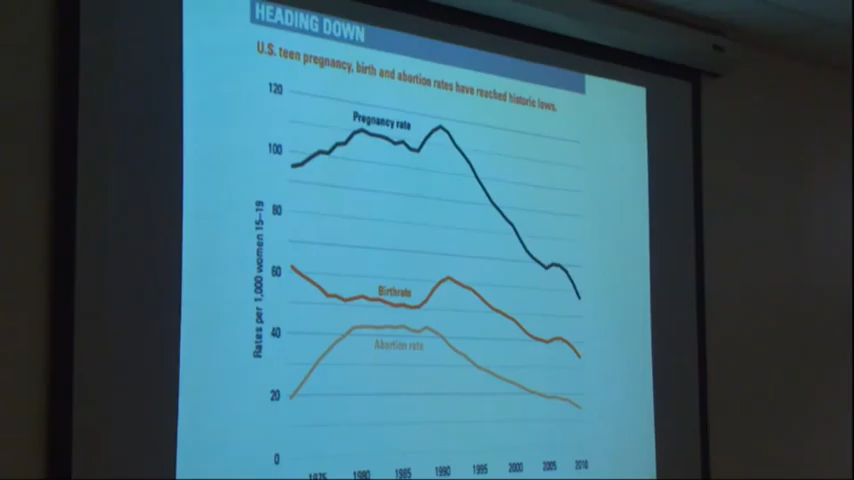 HEADING DOWN
U.S. teen pregnancy, birth and abortion rates have reached historic lows.
120
Pregnancy rate
100
80
Rates per 1,000 women 15–19
60
Birthrate
40
Abortion rate
20
0
1975 1980 1985 1990 1995 2000 2005 2010